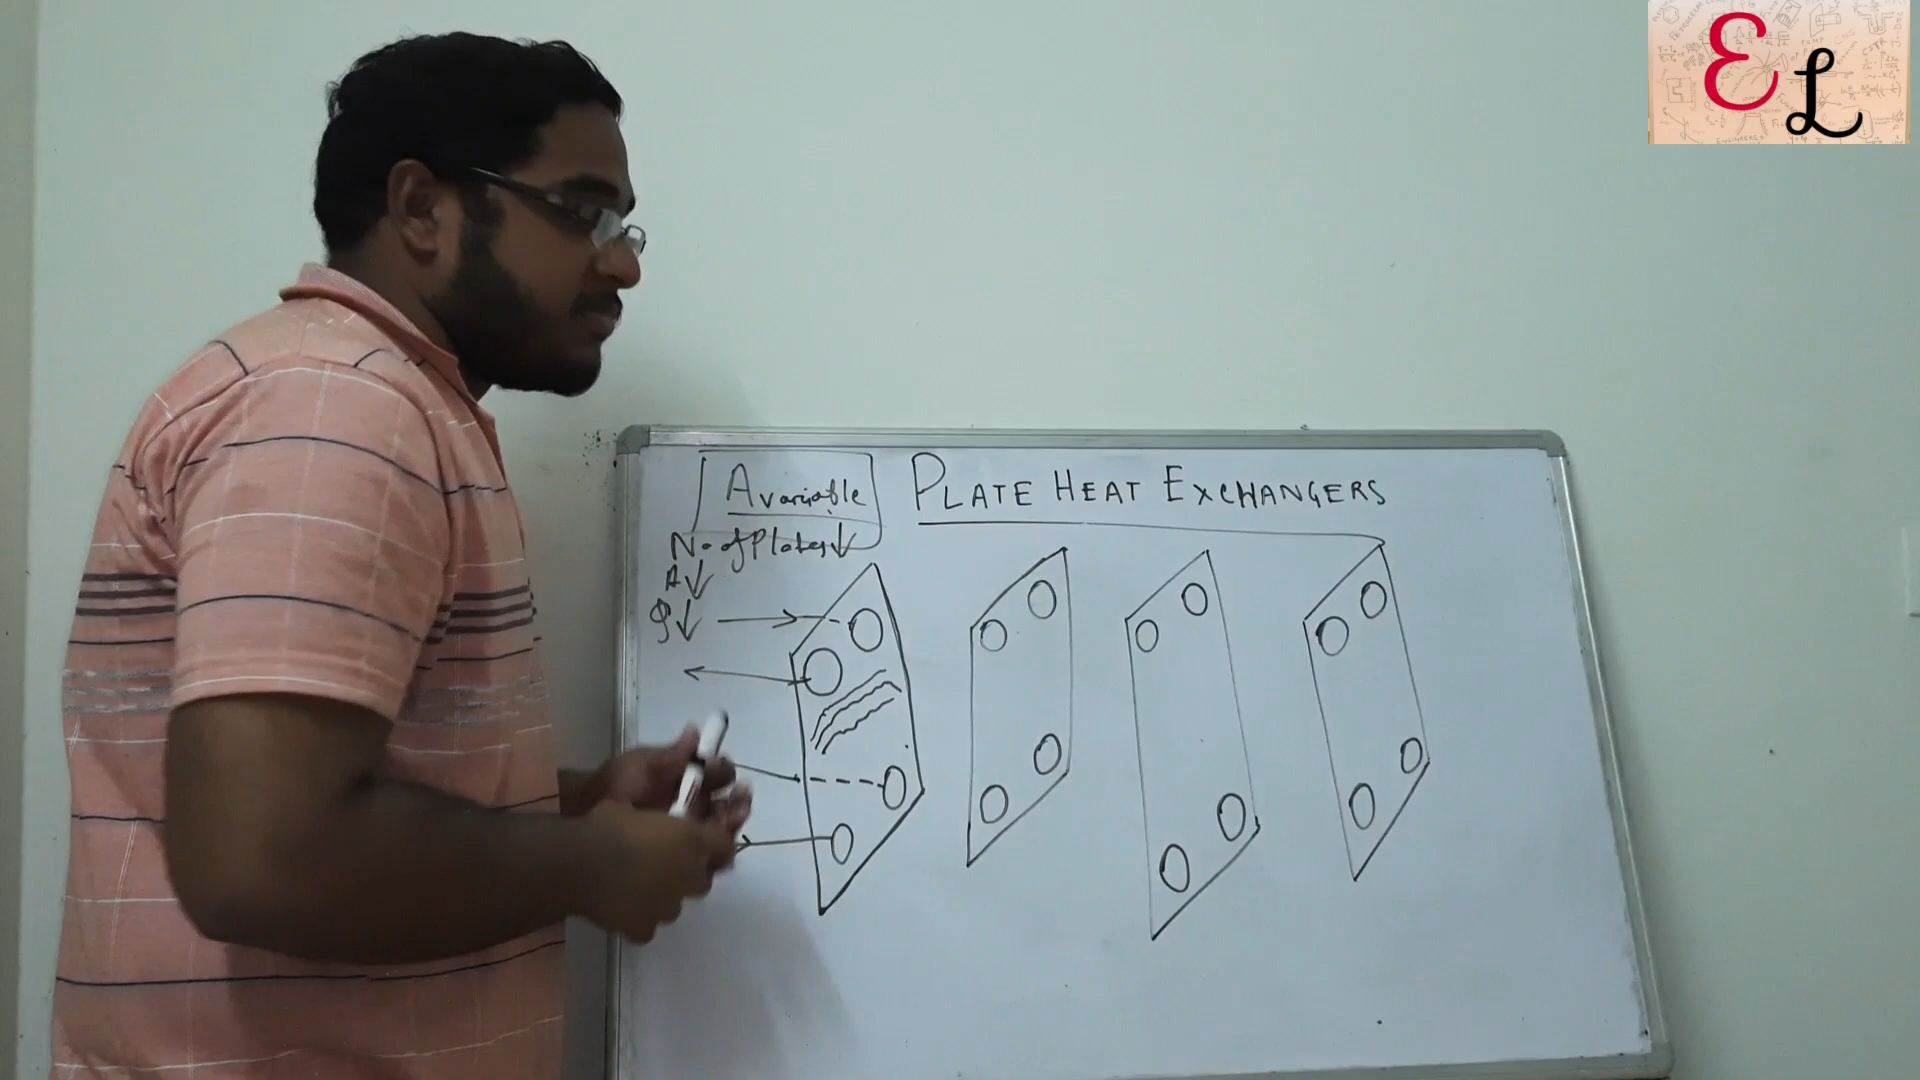 A variable
PLATE HEAT EXCHANGERS
No. of Plates ↓
A ↓
Q ↓
EL